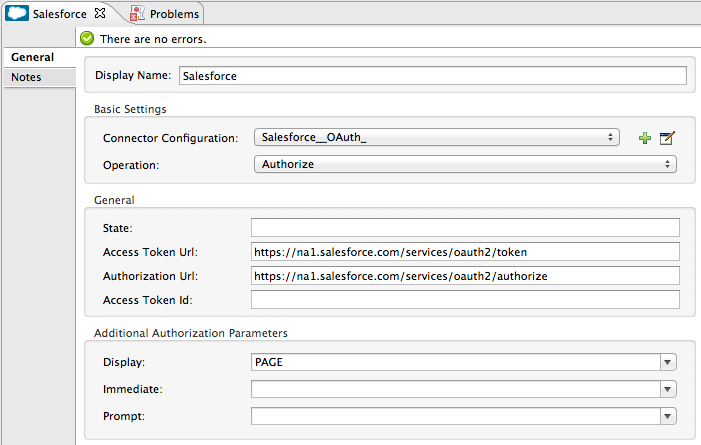 Salesforce Problems
There are no errors.
General
Notes
Display Name: Salesforce
Basic Settings
Connector Configuration: Salesforce__OAuth_
Operation: Authorize
General
State:
Access Token Url: https://na1.salesforce.com/services/oauth2/token
Authorization Url: https://na1.salesforce.com/services/oauth2/authorize
Access Token Id:
Additional Authorization Parameters
Display: PAGE
Immediate:
Prompt: